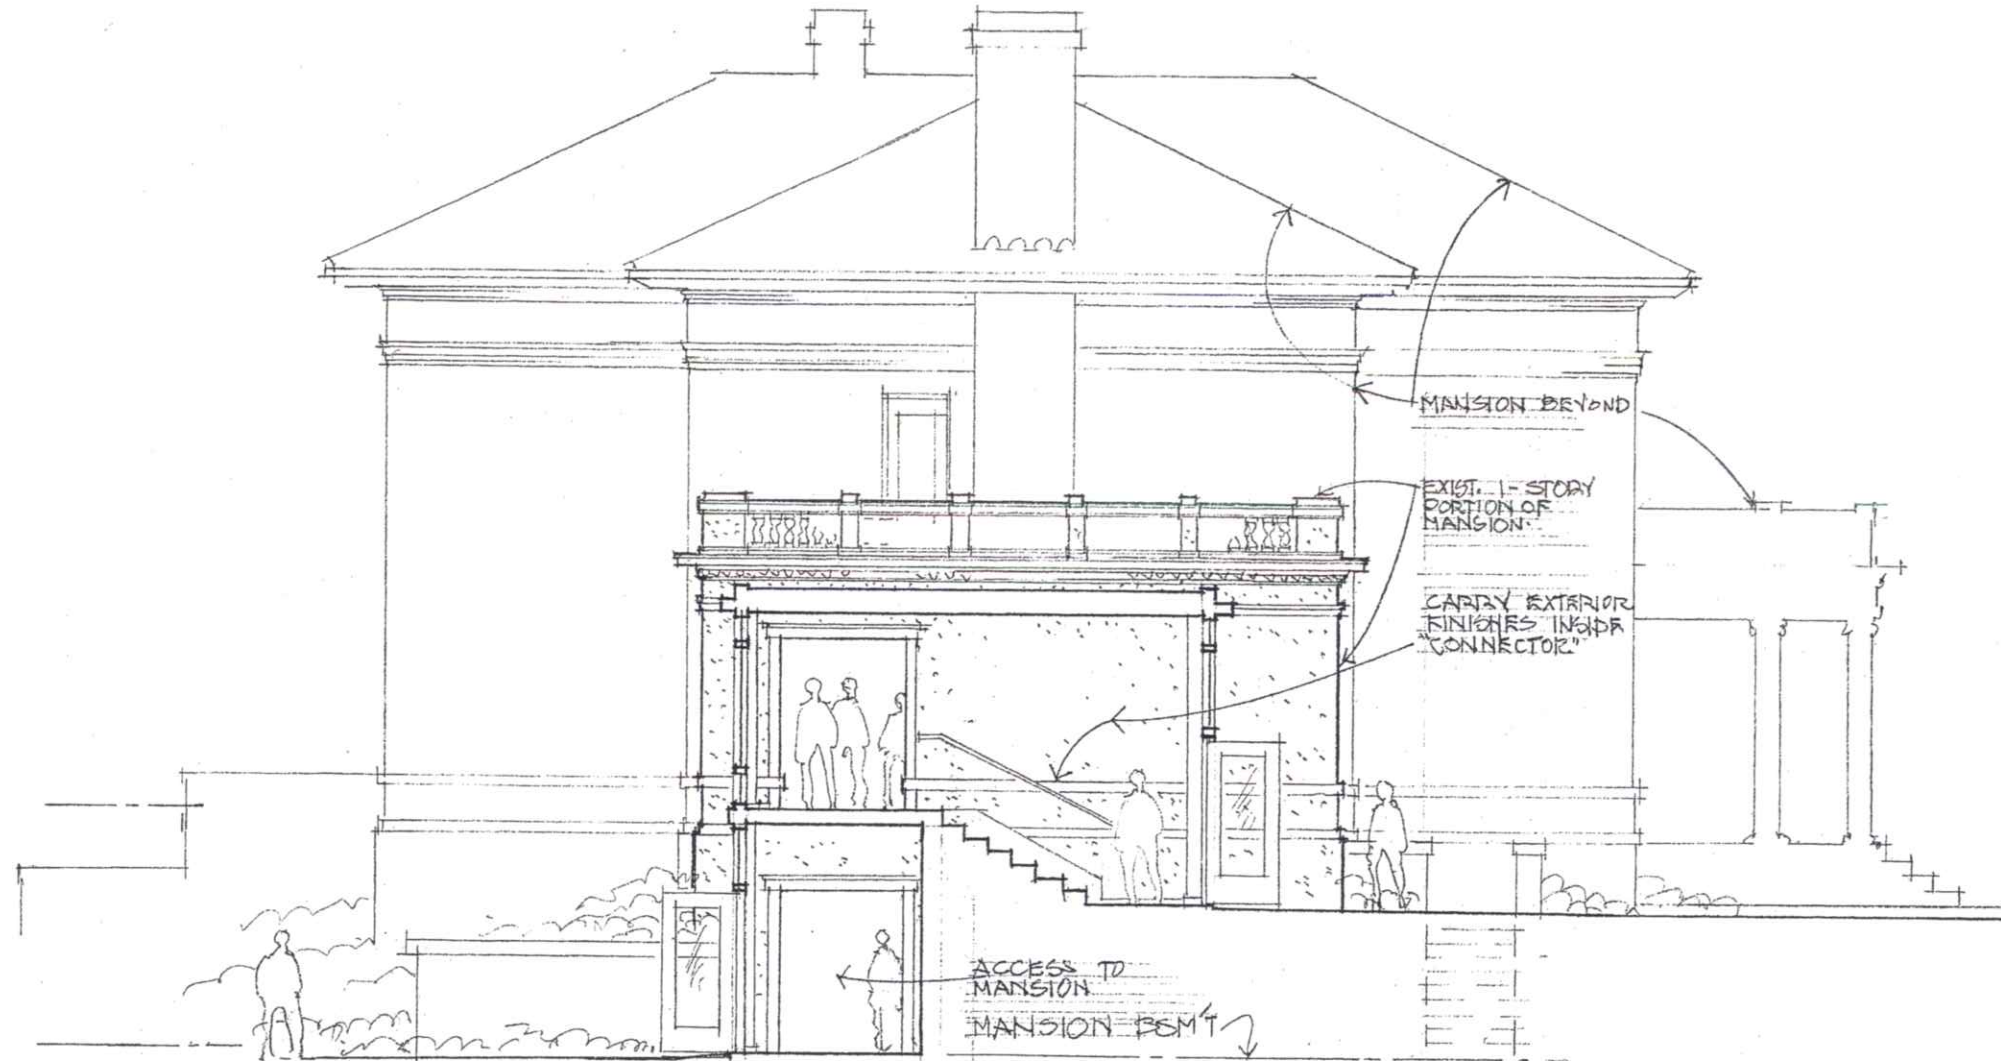 MANSION BEYOND
EXIST. 1-STORY
PORTION OF
MANSION.
CARRY EXTERIOR
FINISHES INSIDE
"CONNECTOR"
ACCESS TO
MANSION
MANSION BSM'T